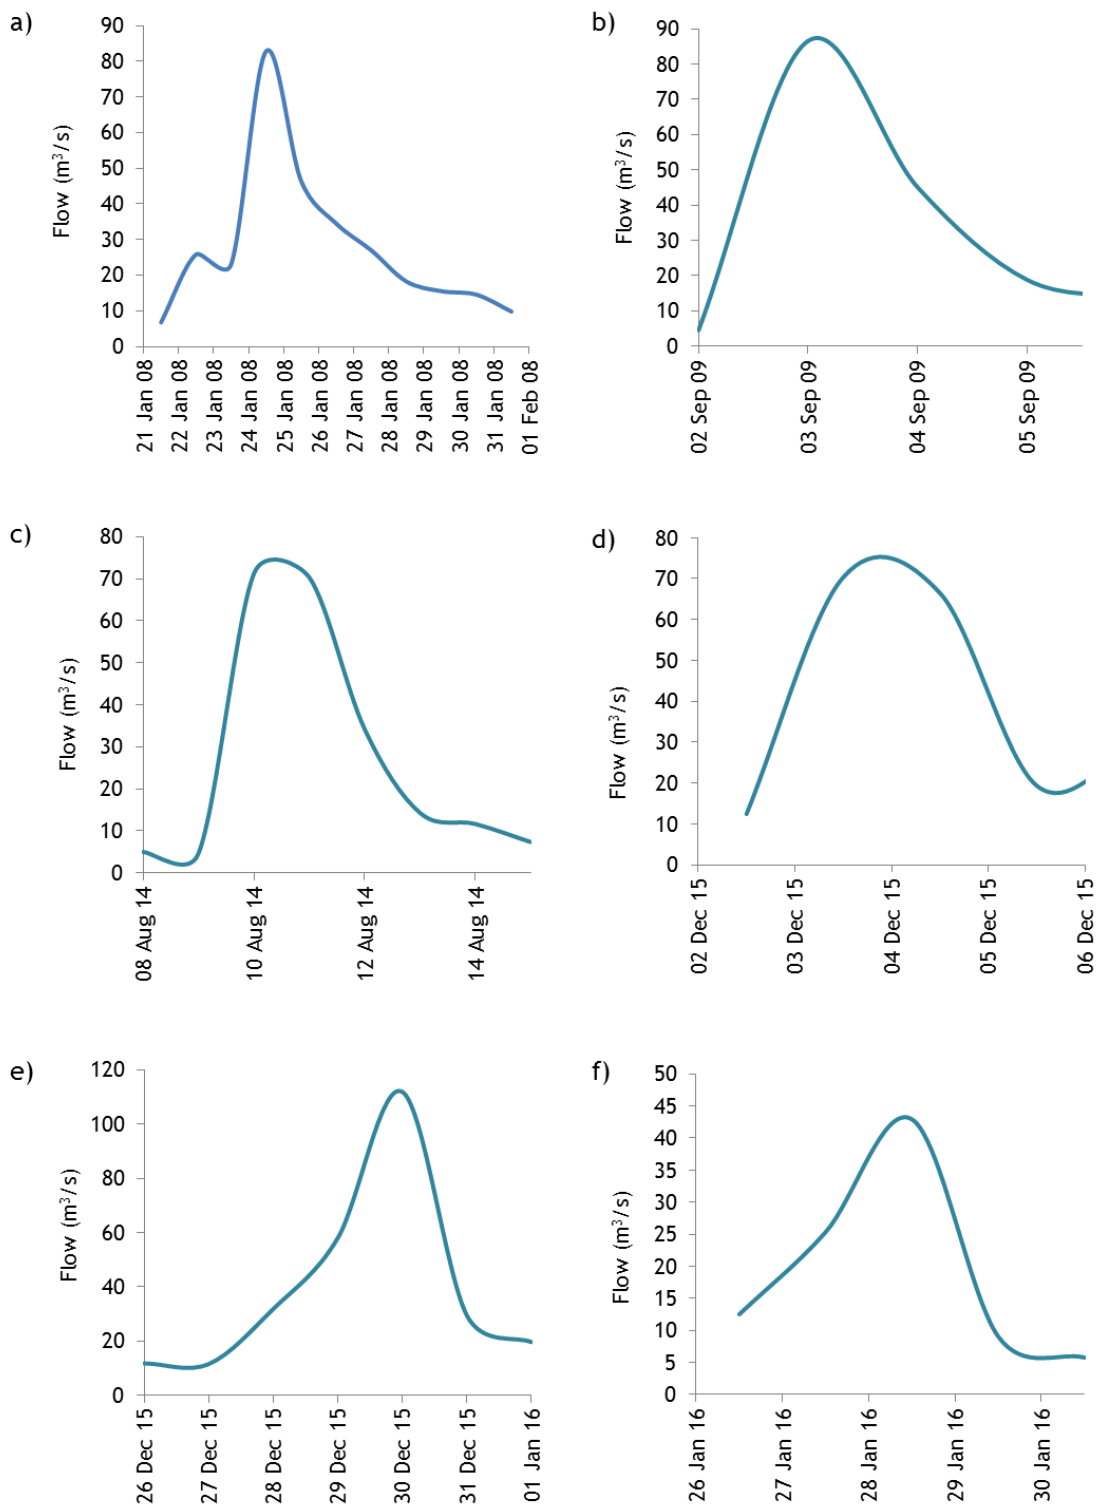 a)
90
80
70
60
50
40
30
20
10
0
Flow (m³/s)
21 Jan 08
22 Jan 08
23 Jan 08
24 Jan 08
25 Jan 08
26 Jan 08
27 Jan 08
28 Jan 08
29 Jan 08
30 Jan 08
31 Jan 08
01 Feb 08
b)
90
80
70
60
50
40
30
20
10
0
Flow (m³/s)
02 Sep 09
03 Sep 09
04 Sep 09
05 Sep 09
c)
80
70
60
50
40
30
20
10
0
Flow (m³/s)
08 Aug 14
10 Aug 14
12 Aug 14
14 Aug 14
d)
80
70
60
50
40
30
20
10
0
Flow (m³/s)
02 Dec 15
03 Dec 15
04 Dec 15
05 Dec 15
06 Dec 15
e)
120
100
80
60
40
20
0
Flow (m³/s)
26 Dec 15
27 Dec 15
28 Dec 15
29 Dec 15
30 Dec 15
31 Dec 15
01 Jan 16
f)
50
45
40
35
30
25
20
15
10
5
0
Flow (m³/s)
26 Jan 16
27 Jan 16
28 Jan 16
29 Jan 16
30 Jan 16